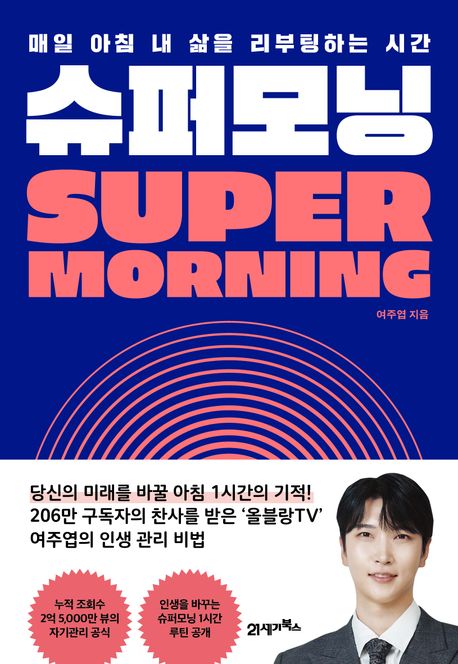 매일 아침 내 삶을 리부팅하는 시간
슈퍼모닝
SUPER
MORNING
여주엽 지음
당신의 미래를 바꿀 아침 1시간의 기적!
206만 구독자의 찬사를 받은 ‘올블랑TV’
여주엽의 인생 관리 비법
누적 조회수
2억 5,000만 뷰의
자기관리 공식
인생을 바꾸는
슈퍼모닝 1시간
루틴 공개
21세기북스